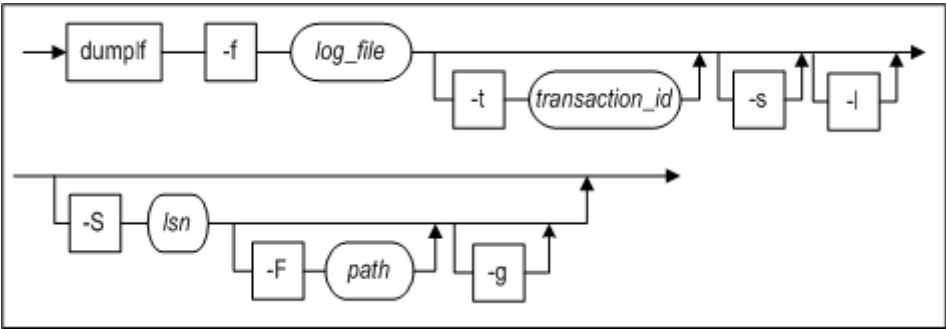 dumplf -f log_file
-t transaction_id -s -l
-S lsn
-F path -g